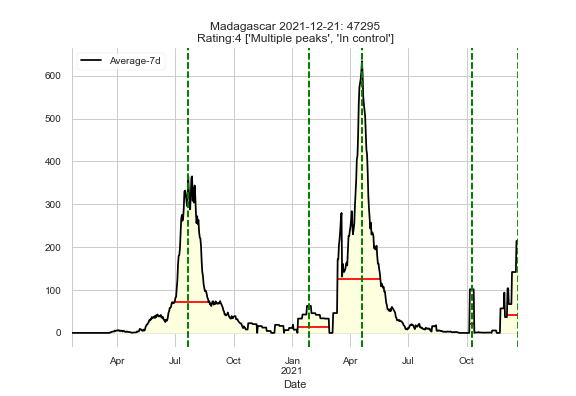 Madagascar 2021-12-21: 47295
Rating:4 ['Multiple peaks', 'In control']
Average-7d
600
500
400
300
200
100
0
Apr Jul Oct Jan Apr Jul Oct
2021
Date